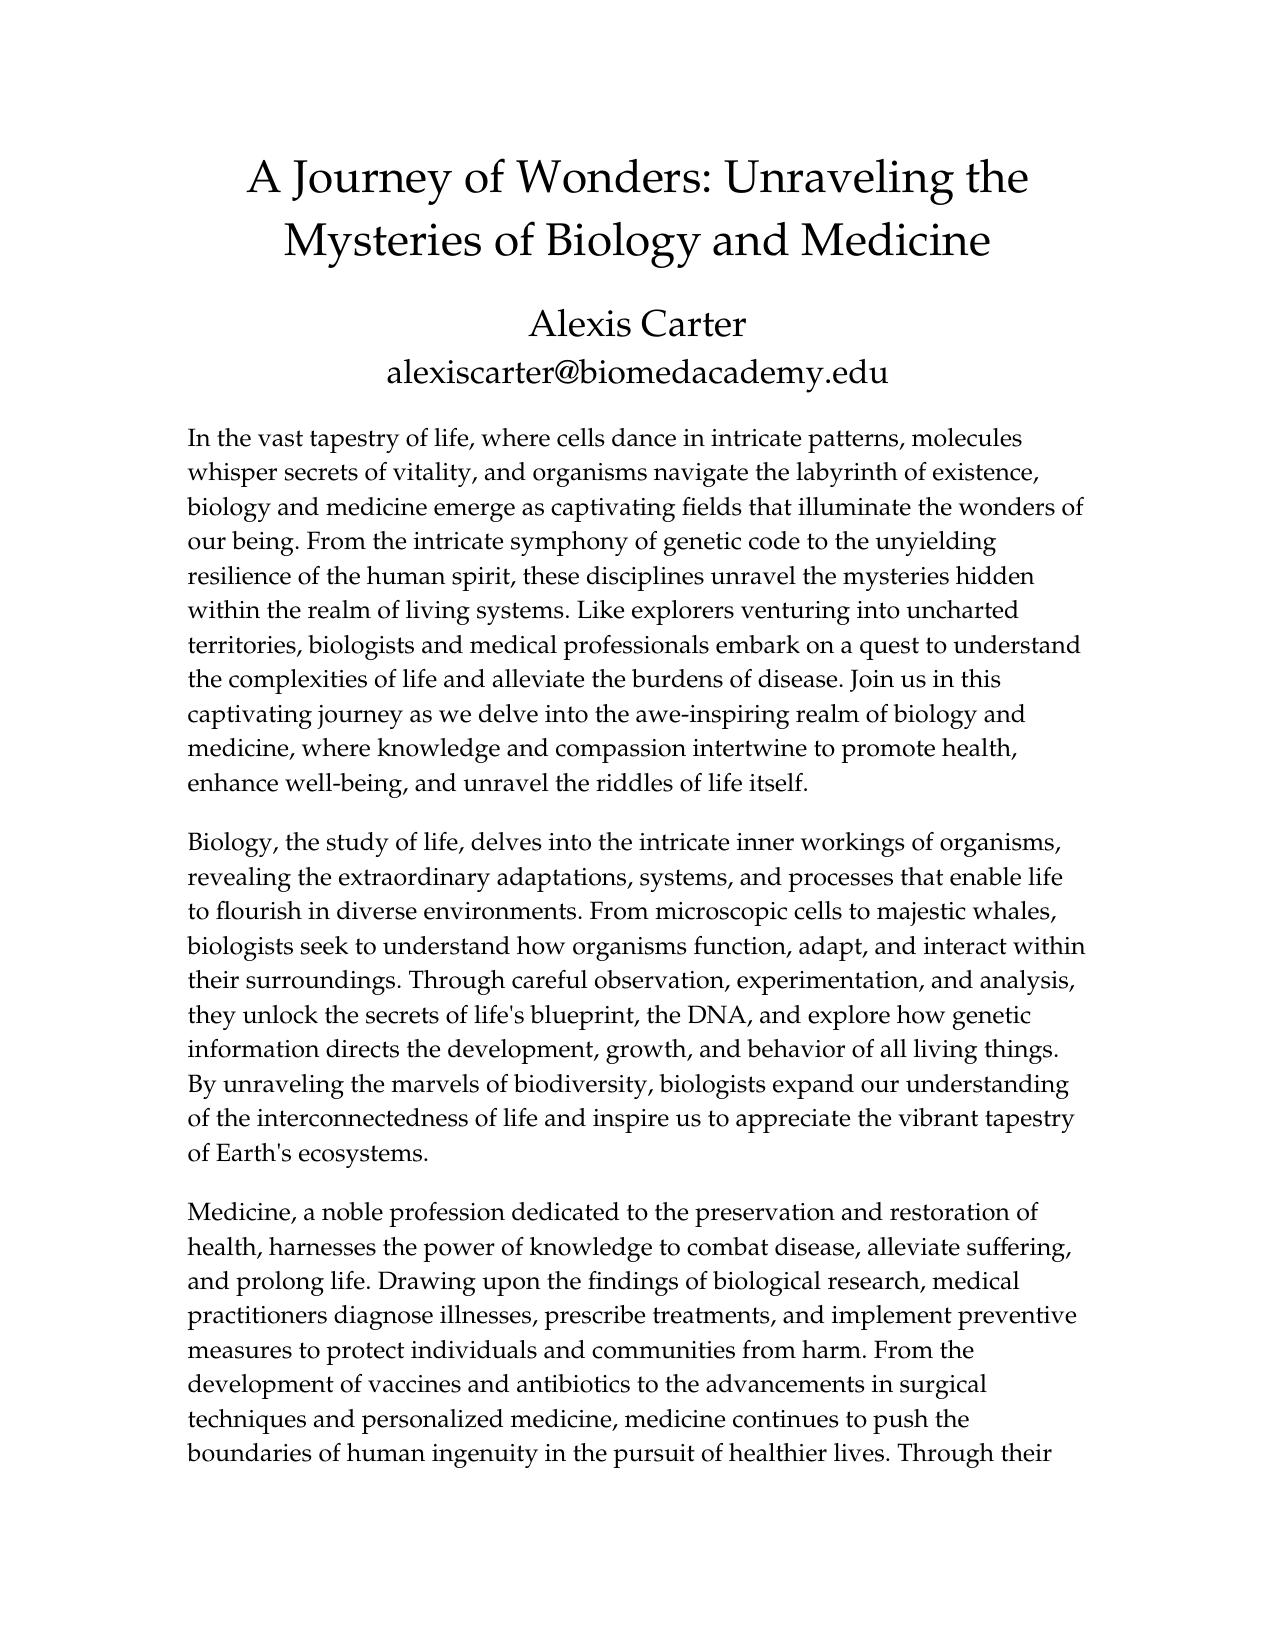 A Journey of Wonders: Unraveling the
Mysteries of Biology and Medicine
Alexis Carter
alexiscarter@biomedacademy.edu
In the vast tapestry of life, where cells dance in intricate patterns, molecules
whisper secrets of vitality, and organisms navigate the labyrinth of existence,
biology and medicine emerge as captivating fields that illuminate the wonders of
our being. From the intricate symphony of genetic code to the unyielding
resilience of the human spirit, these disciplines unravel the mysteries hidden
within the realm of living systems. Like explorers venturing into uncharted
territories, biologists and medical professionals embark on a quest to understand
the complexities of life and alleviate the burdens of disease. Join us in this
captivating journey as we delve into the awe-inspiring realm of biology and
medicine, where knowledge and compassion intertwine to promote health,
enhance well-being, and unravel the riddles of life itself.
Biology, the study of life, delves into the intricate inner workings of organisms,
revealing the extraordinary adaptations, systems, and processes that enable life
to flourish in diverse environments. From microscopic cells to majestic whales,
biologists seek to understand how organisms function, adapt, and interact within
their surroundings. Through careful observation, experimentation, and analysis,
they unlock the secrets of life's blueprint, the DNA, and explore how genetic
information directs the development, growth, and behavior of all living things.
By unraveling the marvels of biodiversity, biologists expand our understanding
of the interconnectedness of life and inspire us to appreciate the vibrant tapestry
of Earth's ecosystems.
Medicine, a noble profession dedicated to the preservation and restoration of
health, harnesses the power of knowledge to combat disease, alleviate suffering,
and prolong life. Drawing upon the findings of biological research, medical
practitioners diagnose illnesses, prescribe treatments, and implement preventive
measures to protect individuals and communities from harm. From the
development of vaccines and antibiotics to the advancements in surgical
techniques and personalized medicine, medicine continues to push the
boundaries of human ingenuity in the pursuit of healthier lives. Through their